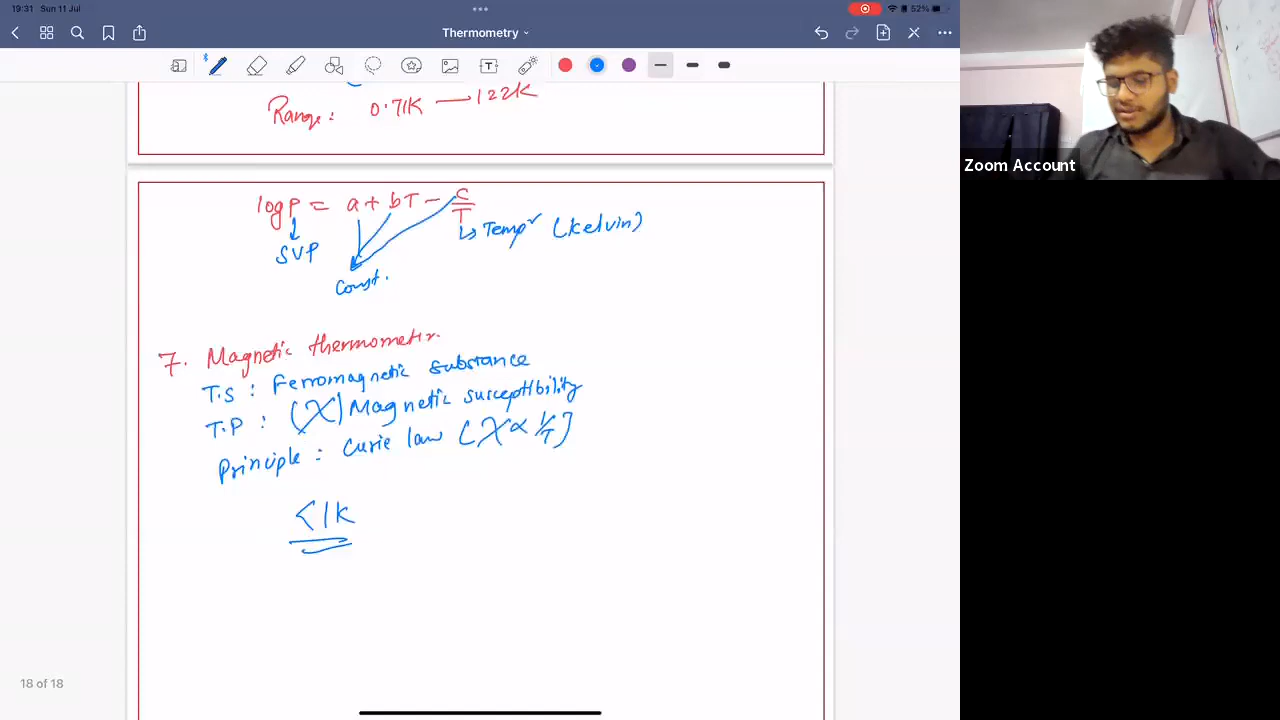 19:31 Sun 11 Jul
52%
Thermometry
Range: 0.71K — 122K
log P = a + bT - C/T
SVP
Tempr (Kelvin)
Const.
7. Magnetic thermometer.
T.S : Ferromagnetic substance
T.P : (χ) Magnetic susceptibility
Principle : Curie law [χ ∝ 1/T]
<1K
18 of 18
Zoom Account